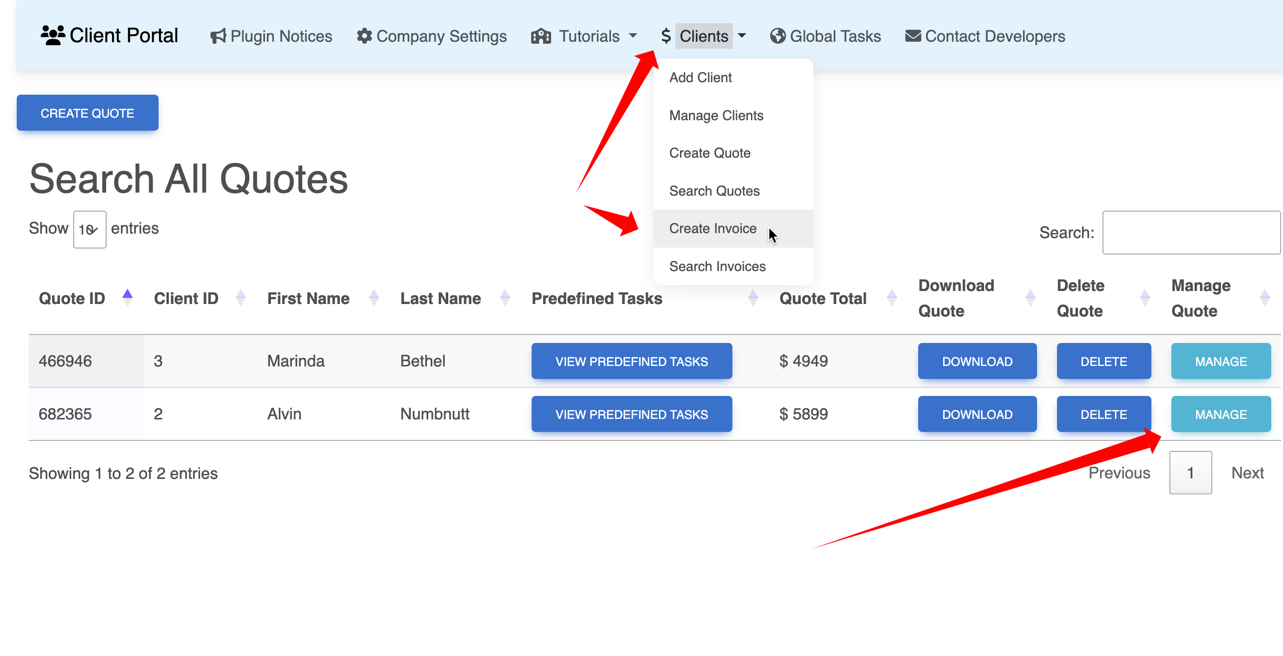 Client Portal Plugin Notices Company Settings Tutorials $ Clients Global Tasks Contact Developers
Add Client
Manage Clients
Create Quote
Search Quotes
Create Invoice
Search Invoices
CREATE QUOTE
Search All Quotes
Show 10 entries
Search:
Quote ID Client ID First Name Last Name Predefined Tasks Quote Total Download Quote Delete Quote Manage Quote
466946 3 Marinda Bethel VIEW PREDEFINED TASKS $ 4949 DOWNLOAD DELETE MANAGE
682365 2 Alvin Numbnutt VIEW PREDEFINED TASKS $ 5899 DOWNLOAD DELETE MANAGE
Showing 1 to 2 of 2 entries
Previous 1 Next